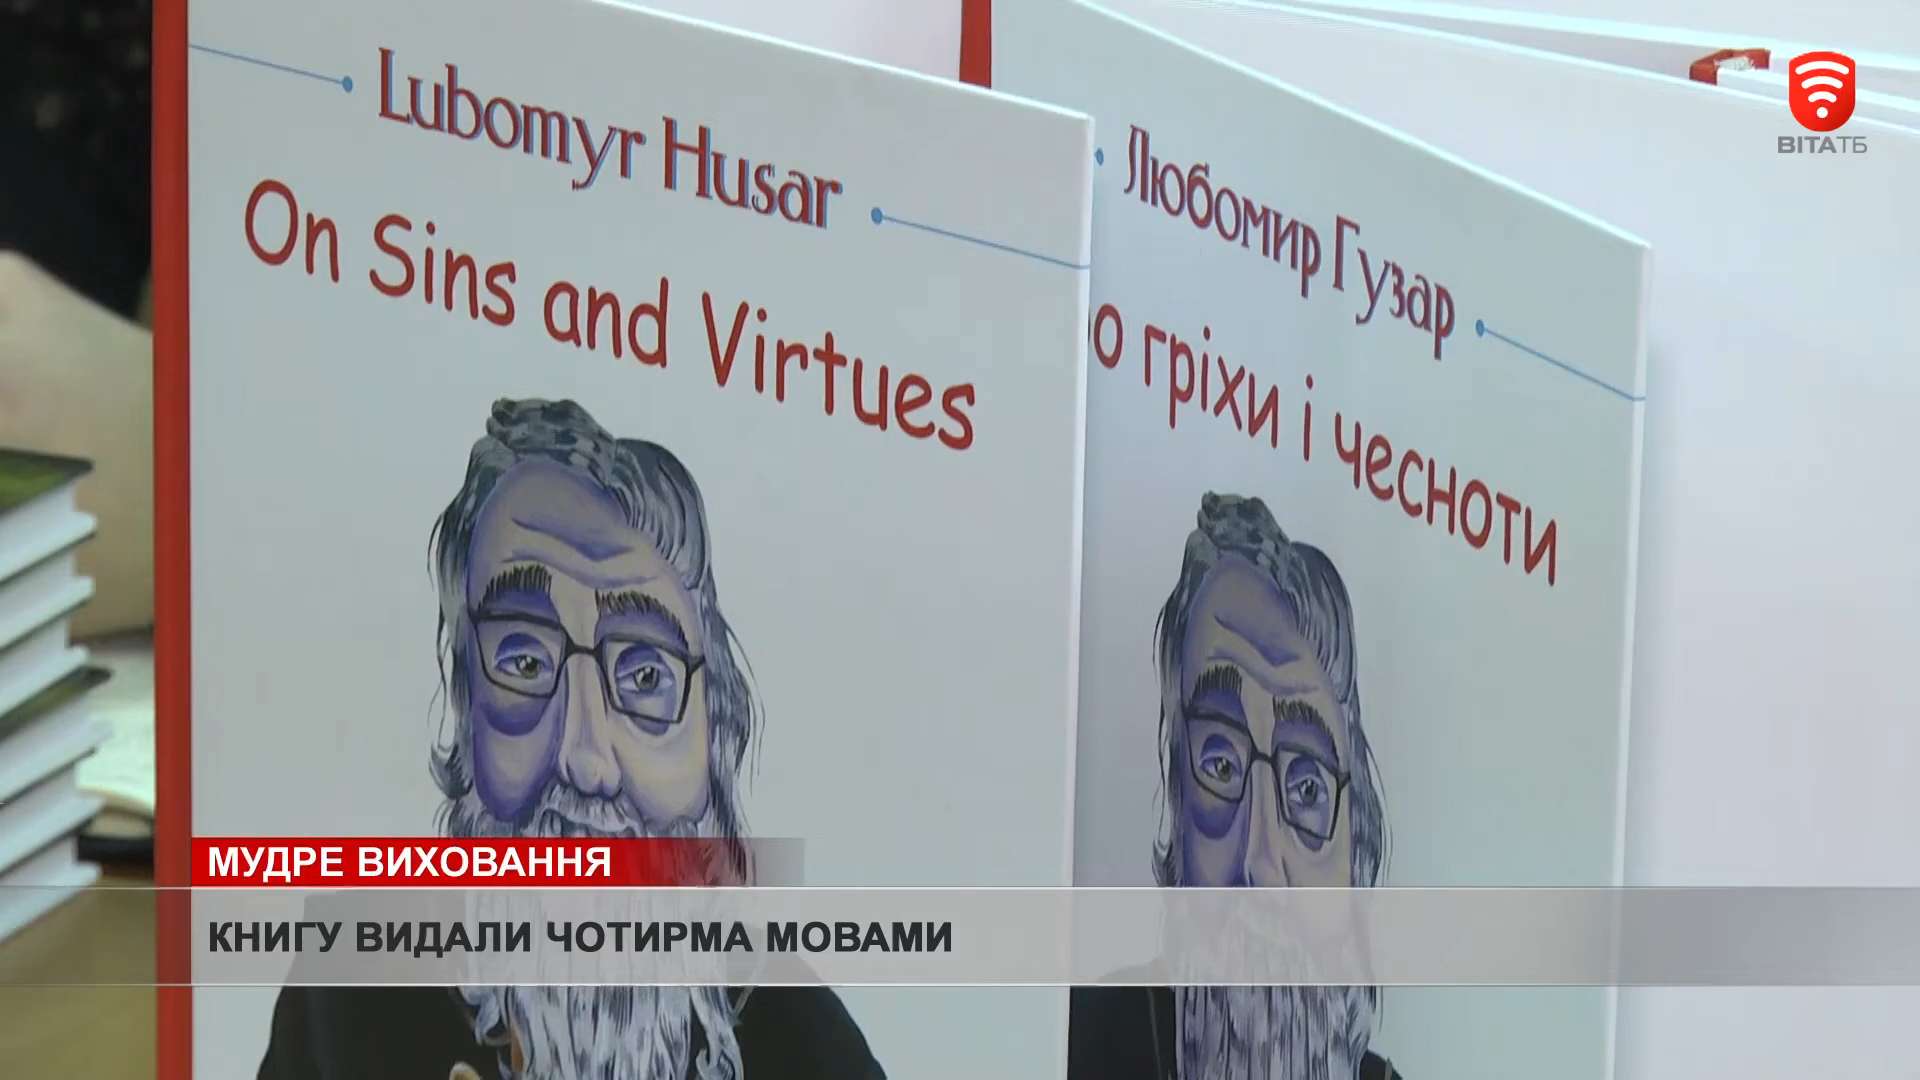 Lubomyr Husar
On Sins and Virtues
Любомир Гузар
гріхи і чесноти
ВІТАТБ
МУДРЕ ВИХОВАННЯ
КНИГУ ВИДАЛИ ЧОТИРМА МОВАМИ